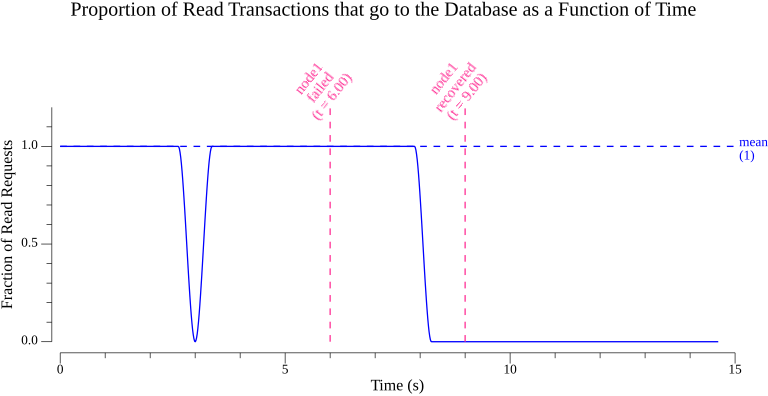 Proportion of Read Transactions that go to the Database as a Function of Time
node1
failed
(t = 6.00)
node1
recovered
(t = 9.00)
Fraction of Read Requests
1.0
0.5
0.0
mean
(1)
0
5
10
15
Time (s)